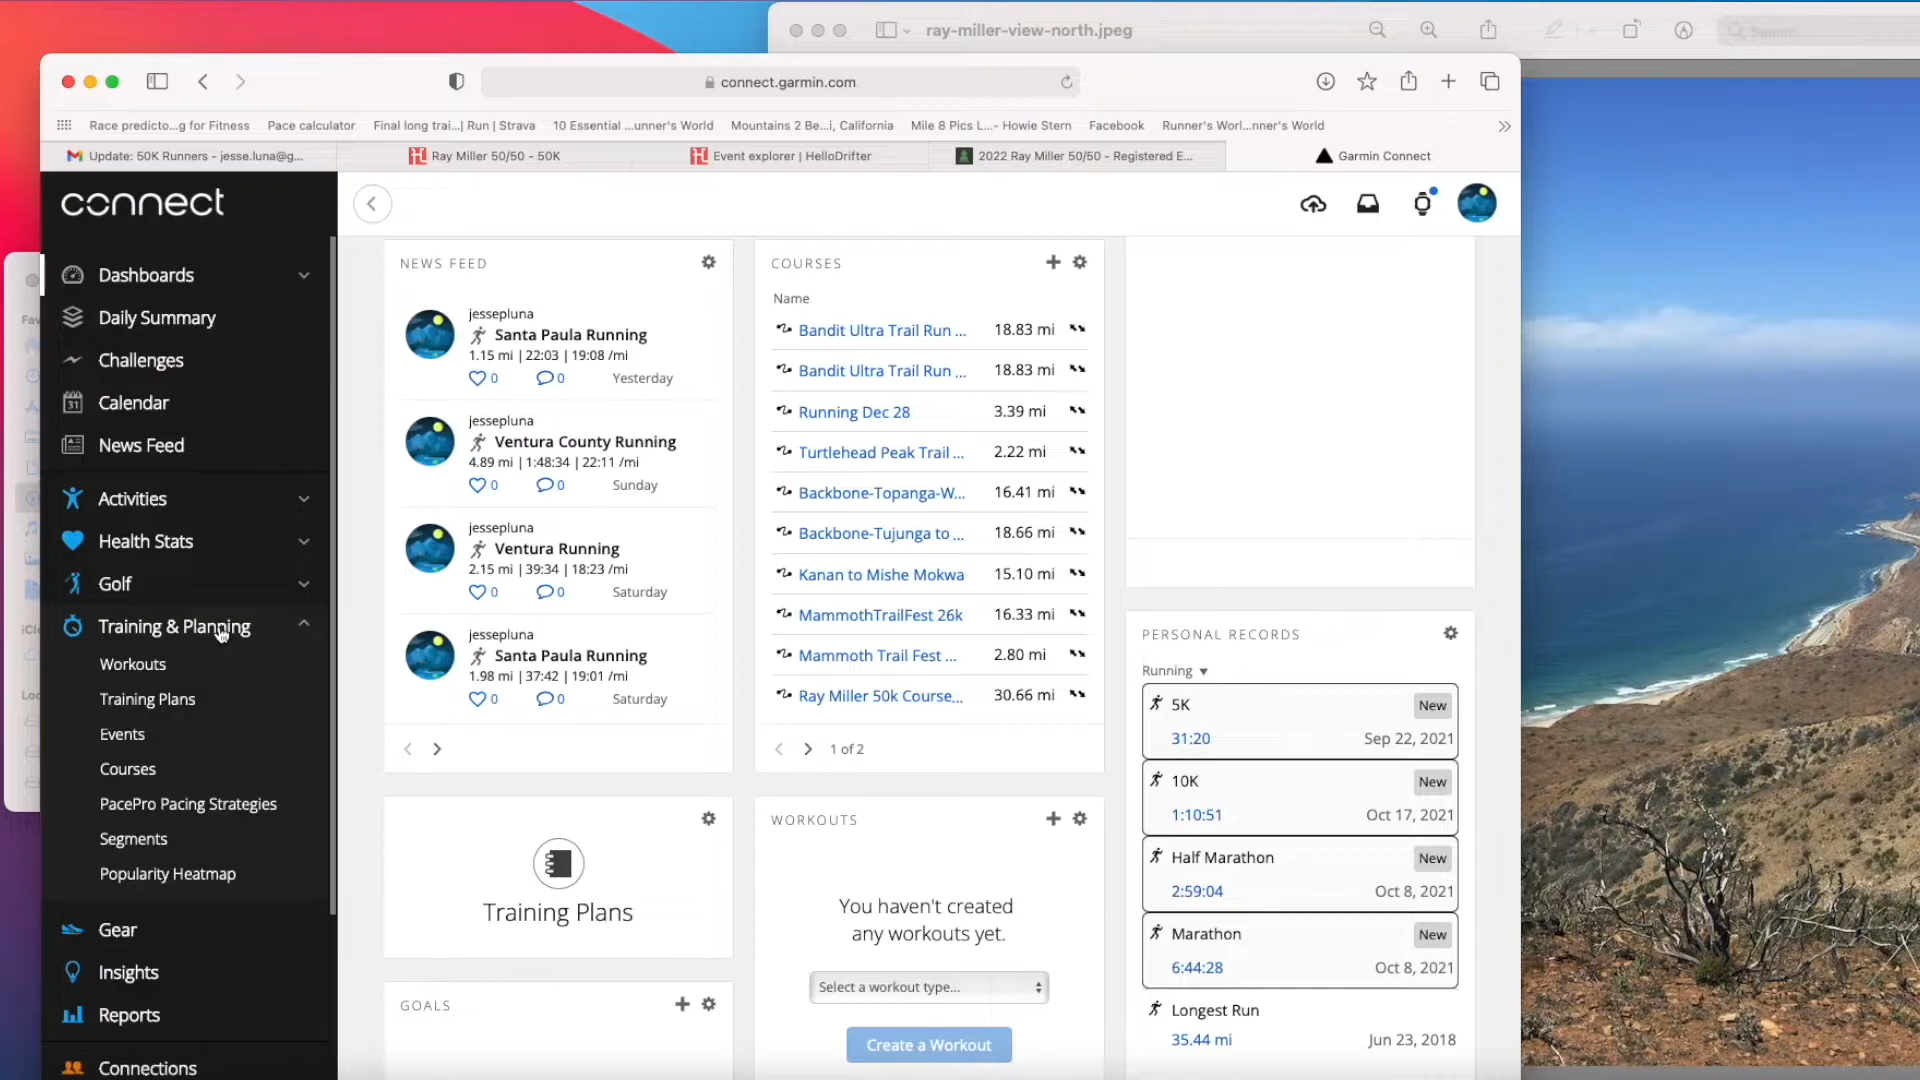 ray-miller-view-north.jpeg
Search
connect.garmin.com
Race predicto...g for Fitness
Pace calculator
Final long trai...| Run | Strava
10 Essential ...unner's World
Mountains 2 Be...i, California
Mile 8 Pics L...- Howie Stern
Facebook
Runner's Worl...nner's World
Update: 50K Runners - jesse.luna@g...
Ray Miller 50/50 - 50K
Event explorer | HelloDrifter
2022 Ray Miller 50/50 - Registered E...
Garmin Connect
connect
Dashboards
Daily Summary
Challenges
31
Calendar
News Feed
Activities
Health Stats
Golf
Training & Planning
Workouts
Training Plans
Events
Courses
PacePro Pacing Strategies
Segments
Popularity Heatmap
Gear
Insights
Reports
Connections
Fav
iCl
Loc
NEWS FEED
jessepluna
Santa Paula Running
1.15 mi | 22:03 | 19:08 /mi
0 0 Yesterday
jessepluna
Ventura County Running
4.89 mi | 1:48:34 | 22:11 /mi
0 0 Sunday
jessepluna
Ventura Running
2.15 mi | 39:34 | 18:23 /mi
0 0 Saturday
jessepluna
Santa Paula Running
1.98 mi | 37:42 | 19:01 /mi
0 0 Saturday
Training Plans
GOALS
COURSES
Name
Bandit Ultra Trail Run ... 18.83 mi
Bandit Ultra Trail Run ... 18.83 mi
Running Dec 28 3.39 mi
Turtlehead Peak Trail ... 2.22 mi
Backbone-Topanga-W... 16.41 mi
Backbone-Tujunga to ... 18.66 mi
Kanan to Mishe Mokwa 15.10 mi
MammothTrailFest 26k 16.33 mi
Mammoth Trail Fest ... 2.80 mi
Ray Miller 50k Course... 30.66 mi
1 of 2
WORKOUTS
You haven't created
any workouts yet.
Select a workout type...
Create a Workout
PERSONAL RECORDS
Running
5K New
31:20 Sep 22, 2021
10K New
1:10:51 Oct 17, 2021
Half Marathon New
2:59:04 Oct 8, 2021
Marathon New
6:44:28 Oct 8, 2021
Longest Run
35.44 mi Jun 23, 2018